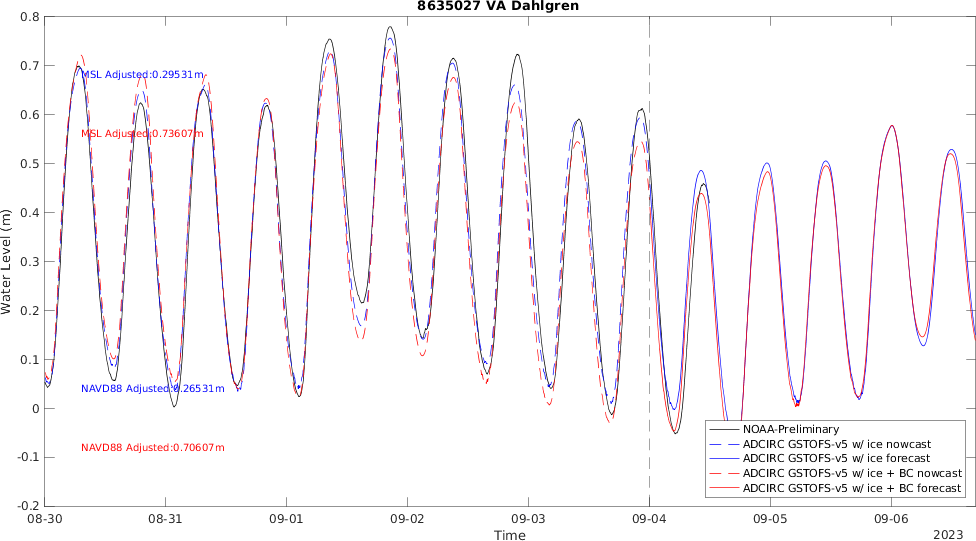 8635027 VA Dahlgren
0.8
0.7
0.6
0.5
0.4
0.3
0.2
0.1
0
-0.1
-0.2
Water Level (m)
MSL Adjusted:0.29531m
MSL Adjusted:0.73607m
NAVD88 Adjusted:0.26531m
NAVD88 Adjusted:0.70607m
NOAA-Preliminary
ADCIRC GSTOFS-v5 w/ ice nowcast
ADCIRC GSTOFS-v5 w/ ice forecast
ADCIRC GSTOFS-v5 w/ ice + BC nowcast
ADCIRC GSTOFS-v5 w/ ice + BC forecast
08-30 08-31 09-01 09-02 09-03 09-04 09-05 09-06
Time
2023